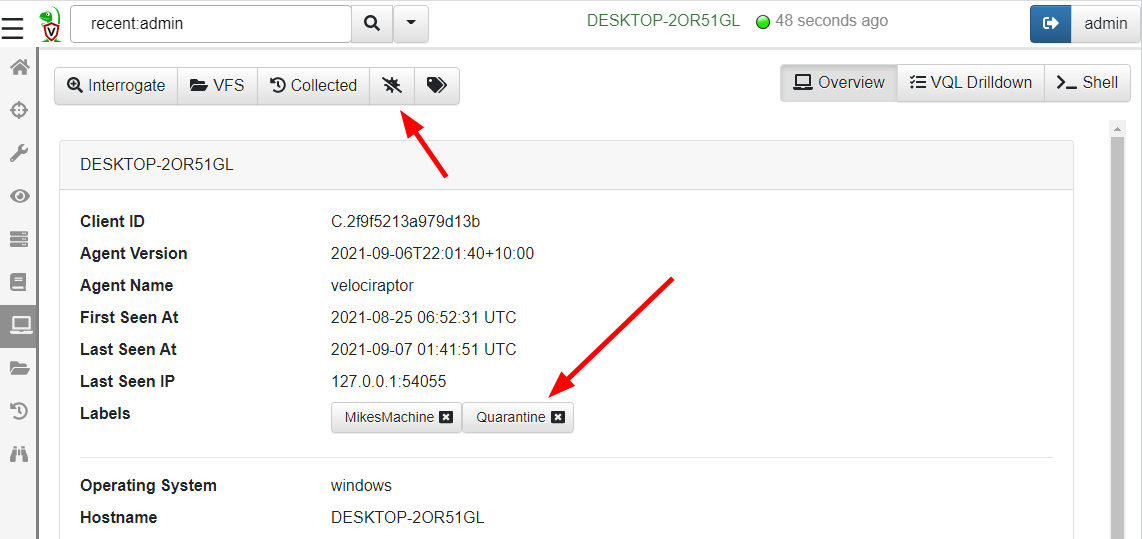 recent:admin DESKTOP-2OR51GL 48 seconds ago admin
V
Interrogate VFS Collected Overview VQL Drilldown Shell
DESKTOP-2OR51GL
Client ID C.2f9f5213a979d13b
Agent Version 2021-09-06T22:01:40+10:00
Agent Name velociraptor
First Seen At 2021-08-25 06:52:31 UTC
Last Seen At 2021-09-07 01:41:51 UTC
Last Seen IP 127.0.0.1:54055
Labels MikesMachine Quarantine
Operating System windows
Hostname DESKTOP-2OR51GL